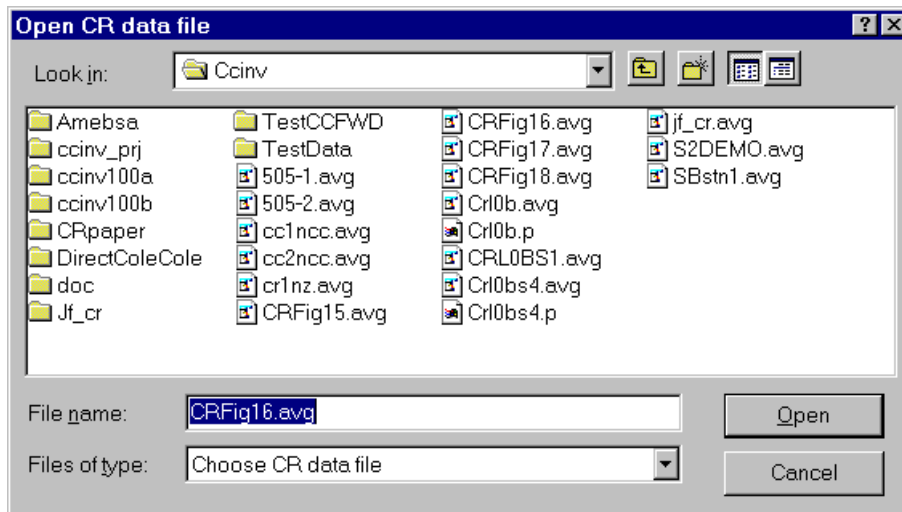 Open CR data file
Look in: Ccinv
Amebsa TestCCFWD CRFig16.avg jf_cr.avg
ccinv_prj TestData CRFig17.avg S2DEMO.avg
ccinv100a 505-1.avg CRFig18.avg SBstn1.avg
ccinv100b 505-2.avg Crl0b.avg
CRpaper cc1ncc.avg Crl0b.p
DirectColeCole cc2ncc.avg CRL0BS1.avg
doc cr1nz.avg Crl0bs4.avg
Jf_cr CRFig15.avg Crl0bs4.p
File name: CRFig16.avg Open
Files of type: Choose CR data file Cancel